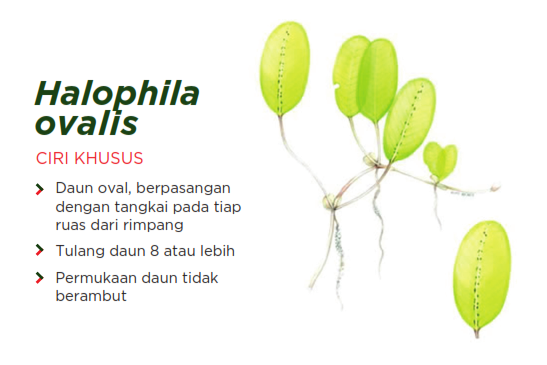 Halophila
ovalis
CIRI KHUSUS
Daun oval, berpasangan
dengan tangkai pada tiap
ruas dari rimpang
Tulang daun 8 atau lebih
Permukaan daun tidak
berambut